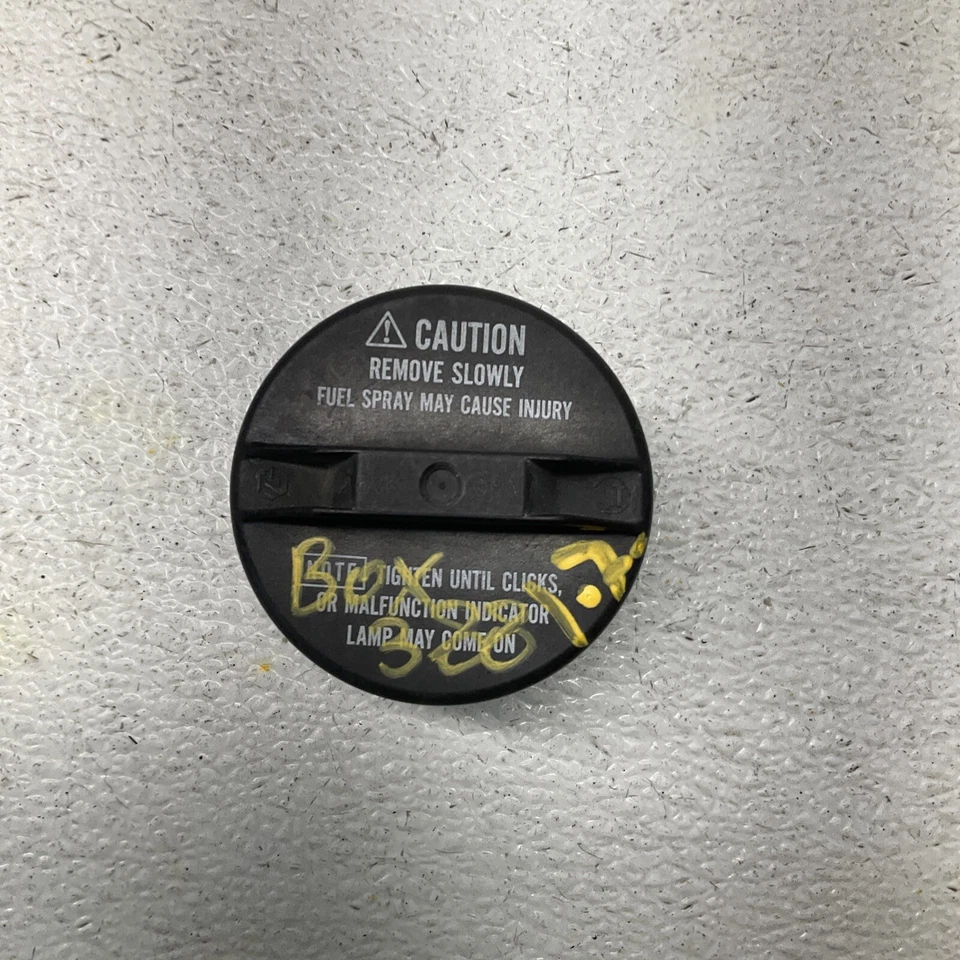 CAUTION
REMOVE SLOWLY
FUEL SPRAY MAY CAUSE INJURY
NOTE TIGHTEN UNTIL CLICKS,
OR MALFUNCTION INDICATOR
LAMP MAY COME ON
BOX